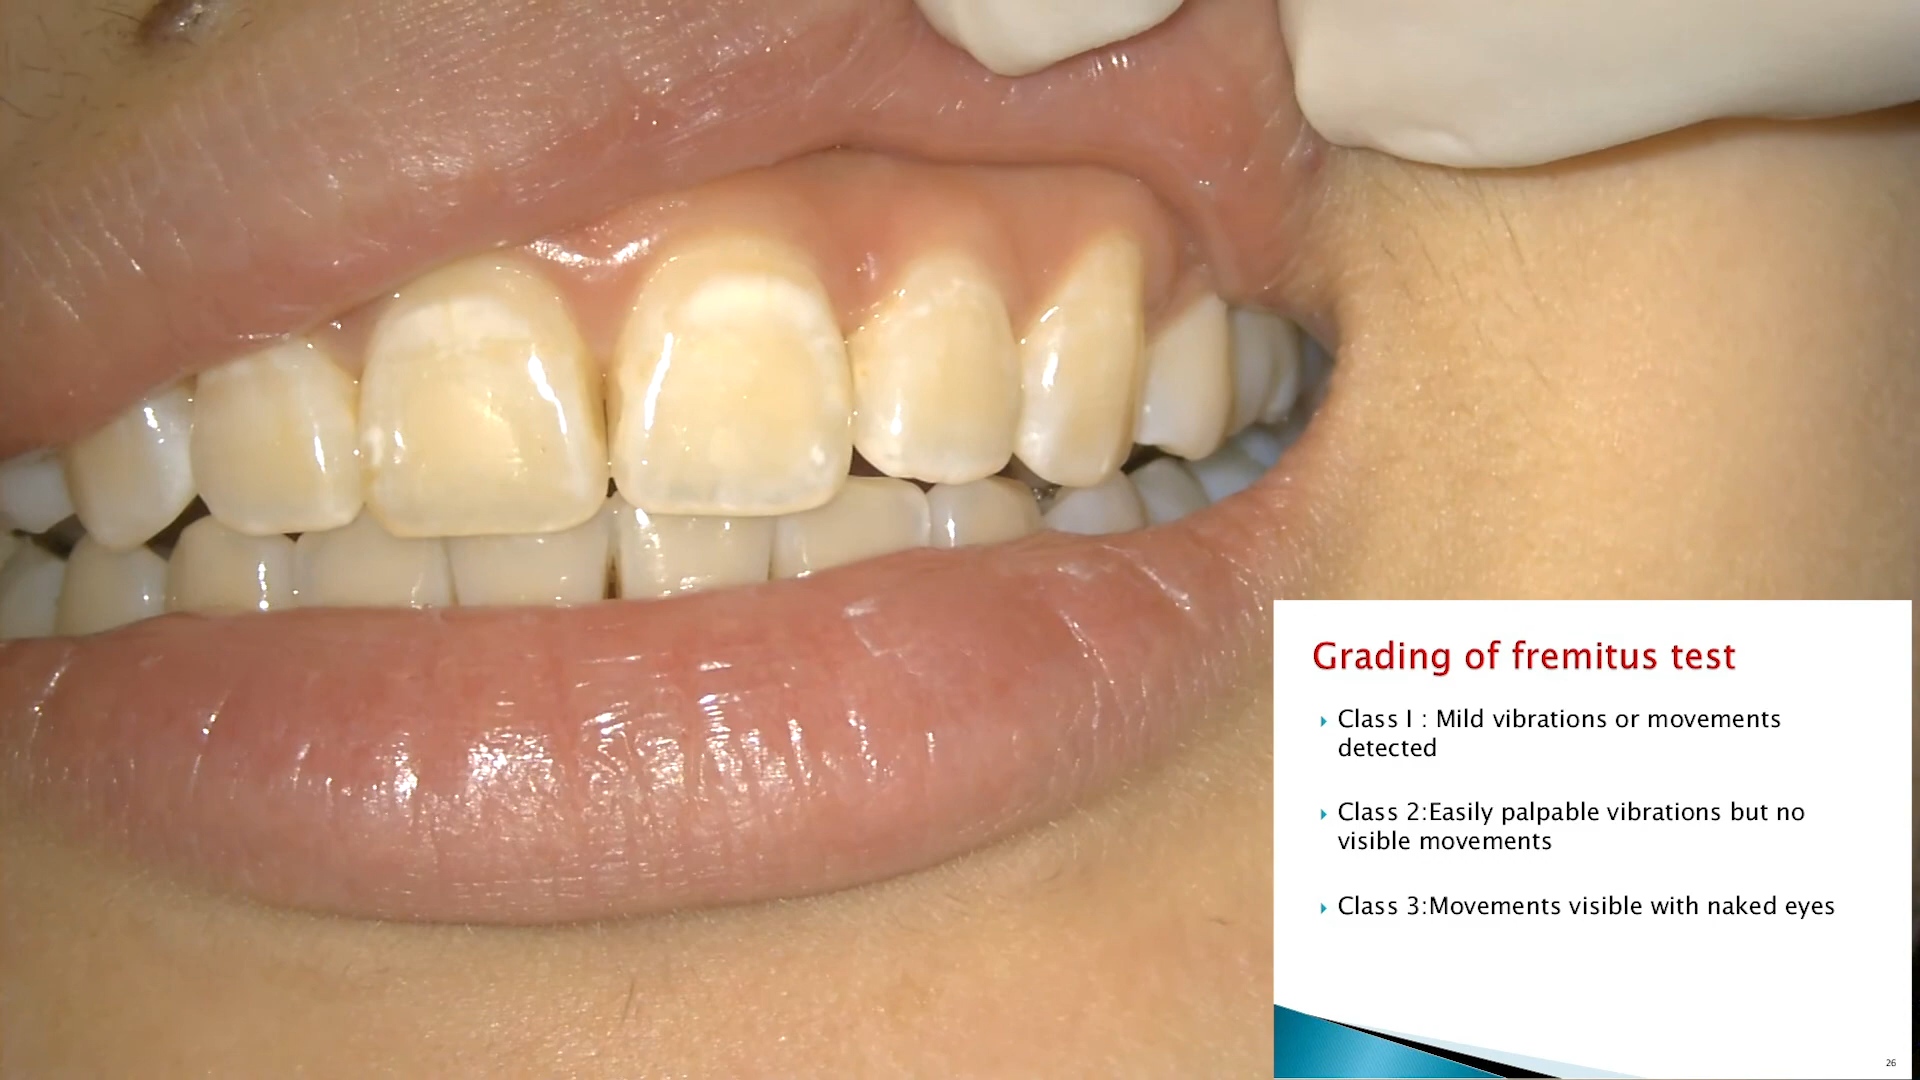 Grading of fremitus test
Class I : Mild vibrations or movements
detected
Class 2:Easily palpable vibrations but no
visible movements
Class 3:Movements visible with naked eyes
26